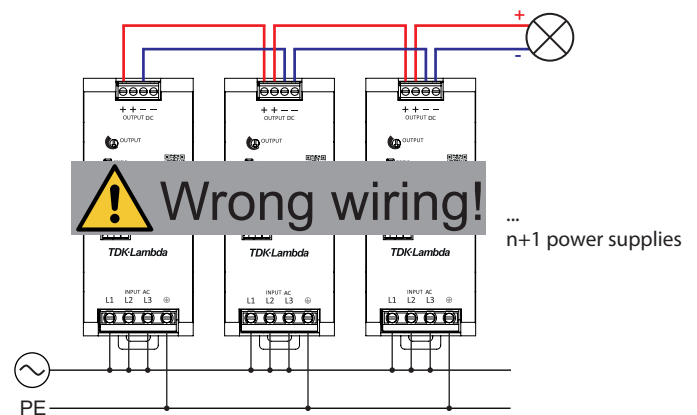 +
-
+ + — —
+ + — —
+ + — —
OUTPUT DC
OUTPUT DC
OUTPUT DC
OUTPUT
OUTPUT
OUTPUT
Wrong wiring!
...
n+1 power supplies
TDK-Lambda
TDK-Lambda
TDK-Lambda
INPUT AC
INPUT AC
INPUT AC
L1 L2 L3
L1 L2 L3
L1 L2 L3
PE